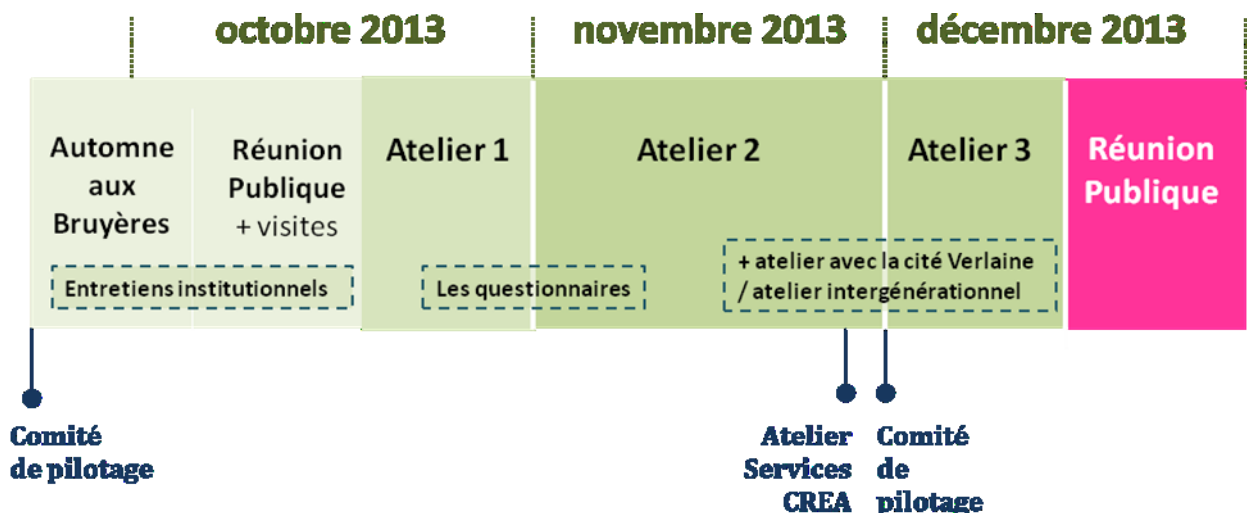 octobre 2013
novembre 2013
décembre 2013
Automne
aux
Bruyères
Réunion
Publique
+ visites
Atelier 1
Atelier 2
Atelier 3
Réunion
Publique
Entretiens institutionnels
Les questionnaires
+ atelier avec la cité Verlaine
/ atelier intergénérationnel
Comité
de pilotage
Atelier
Services
CREA
Comité
de
pilotage